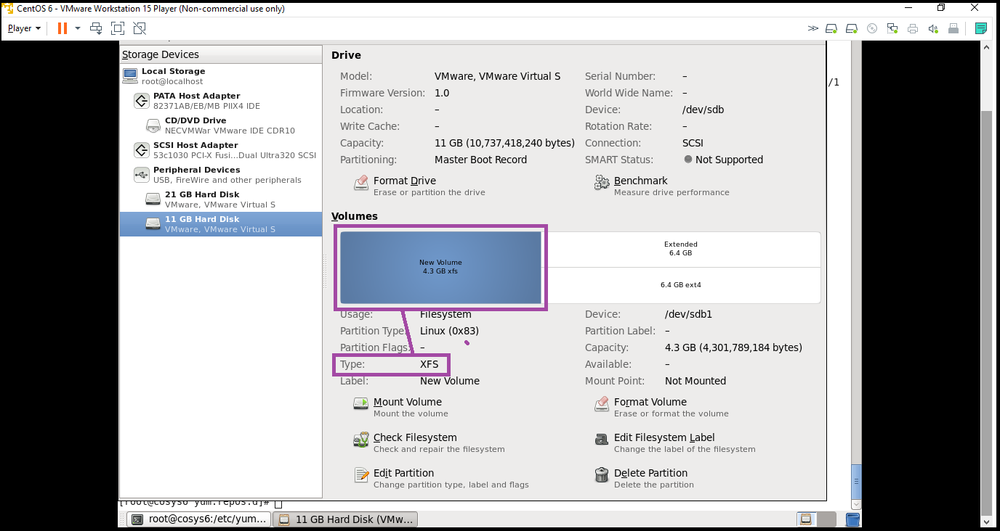 CentOS 6 - VMware Workstation 15 Player (Non-commercial use only)
Player
Storage Devices
Local Storage
root@localhost
PATA Host Adapter
82371AB/EB/MB PIIX4 IDE
CD/DVD Drive
NECVMWar VMware IDE CDR10
SCSI Host Adapter
53c1030 PCI-X Fusi...Dual Ultra320 SCSI
Peripheral Devices
USB, FireWire and other peripherals
21 GB Hard Disk
VMware, VMware Virtual S
11 GB Hard Disk
VMware, VMware Virtual S
Drive
Model: VMware, VMware Virtual S Serial Number: –
Firmware Version: 1.0 World Wide Name: –
Location: – Device: /dev/sdb
Write Cache: – Rotation Rate: –
Capacity: 11 GB (10,737,418,240 bytes) Connection: SCSI
Partitioning: Master Boot Record SMART Status: Not Supported
Format Drive Benchmark
Erase or partition the drive Measure drive performance
Volumes
New Volume
4.3 GB xfs
Extended
6.4 GB
6.4 GB ext4
Usage: Filesystem Device: /dev/sdb1
Partition Type: Linux (0x83) Partition Label: –
Partition Flags: – Capacity: 4.3 GB (4,301,789,184 bytes)
Type: XFS Available: –
Label: New Volume Mount Point: Not Mounted
Mount Volume Format Volume
Mount the volume Erase or format the volume
Check Filesystem Edit Filesystem Label
Check and repair the filesystem Change the label of the filesystem
Edit Partition Delete Partition
Change partition type, label and flags Delete the partition
/1
[root@cosys6 yum.repos.d]#
root@cosys6:/etc/yum... 11 GB Hard Disk (VMw...